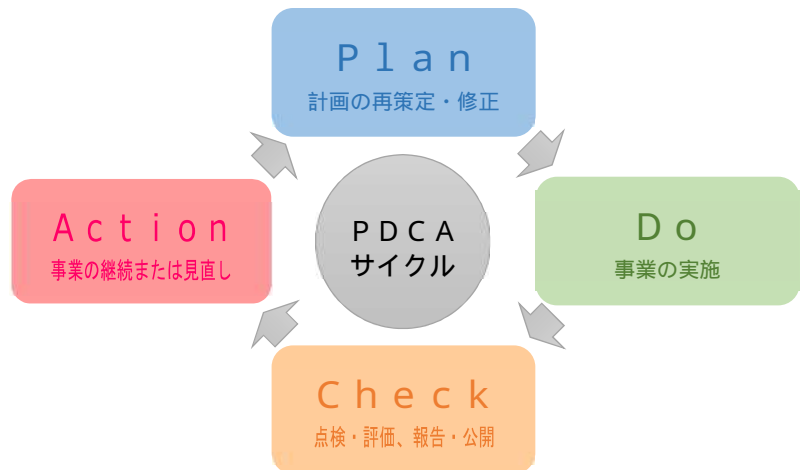 Ｐｌａｎ
計画の再策定・修正
Ａｃｔｉｏｎ
事業の継続または見直し
ＰＤＣＡ
サイクル
Ｄｏ
事業の実施
Ｃｈｅｃｋ
点検・評価、報告・公開